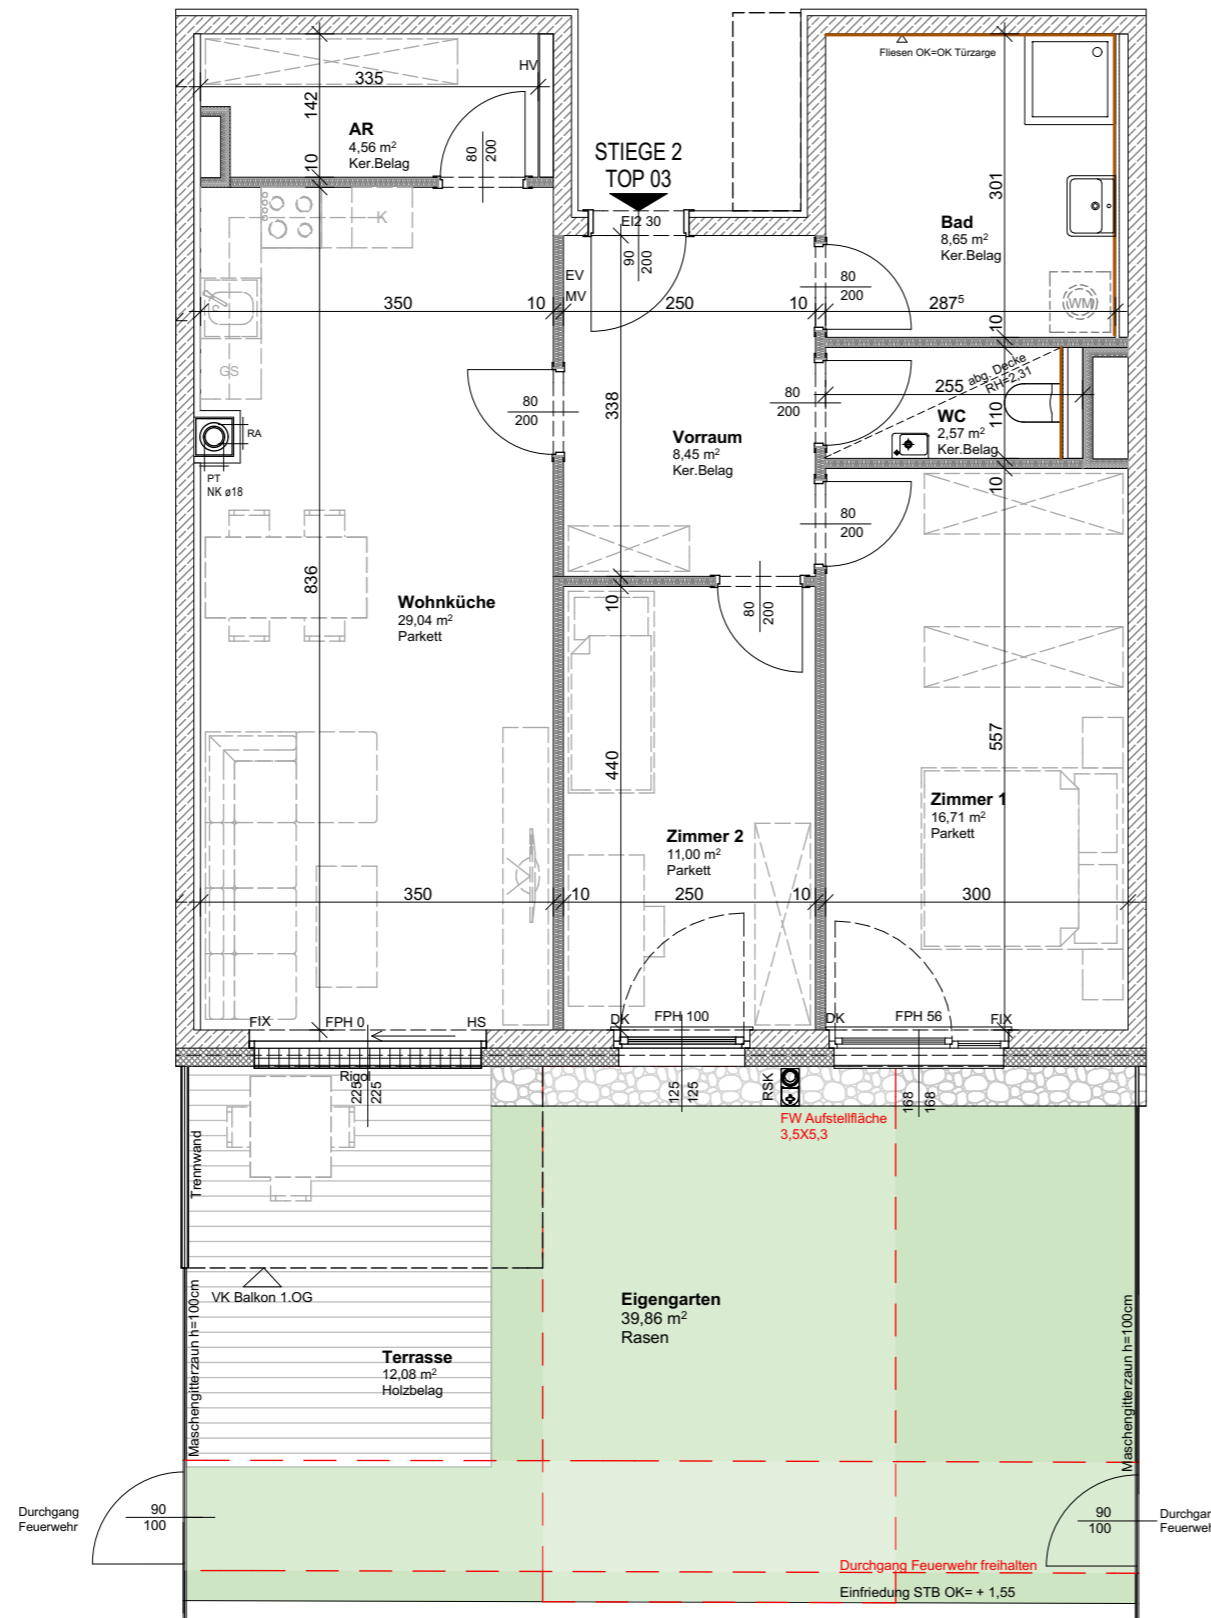 Fliesen OK=OK Türzarge
HV
335
142
10
AR
4,56 m²
Ker.Belag
80
200
STIEGE 2
TOP 03
EI2 30
90
200
301
Bad
8,65 m²
Ker.Belag
K
S
GS
EV
MV
350
10
250
10
287⁵
80
200
WM
10
RA
PT
NK ø18
80
200
338
Vorraum
8,45 m²
Ker.Belag
80
200
255
abg. Decke
RH=2,31
110
WC
2,57 m²
Ker.Belag
10
80
200
836
Wohnküche
29,04 m²
Parkett
10
80
200
440
557
Zimmer 1
16,71 m²
Parkett
Zimmer 2
11,00 m²
Parkett
350
10
250
10
300
FIX
FPH 0
HS
DK
FPH 100
DK
FPH 56
FIX
Rigol
225
225
125
125
RSK
168
168
FW Aufstellfläche
3,5X5,3
Trennwand
VK Balkon 1.OG
Maschengitterzaun h=100cm
Eigengarten
39,86 m²
Rasen
Terrasse
12,08 m²
Holzbelag
Maschengitterzaun h=100cm
Durchgang
Feuerwehr
90
100
90
100
Durchgan
Feuerweh
Durchgang Feuerwehr freihalten
Einfriedung STB OK= + 1,55